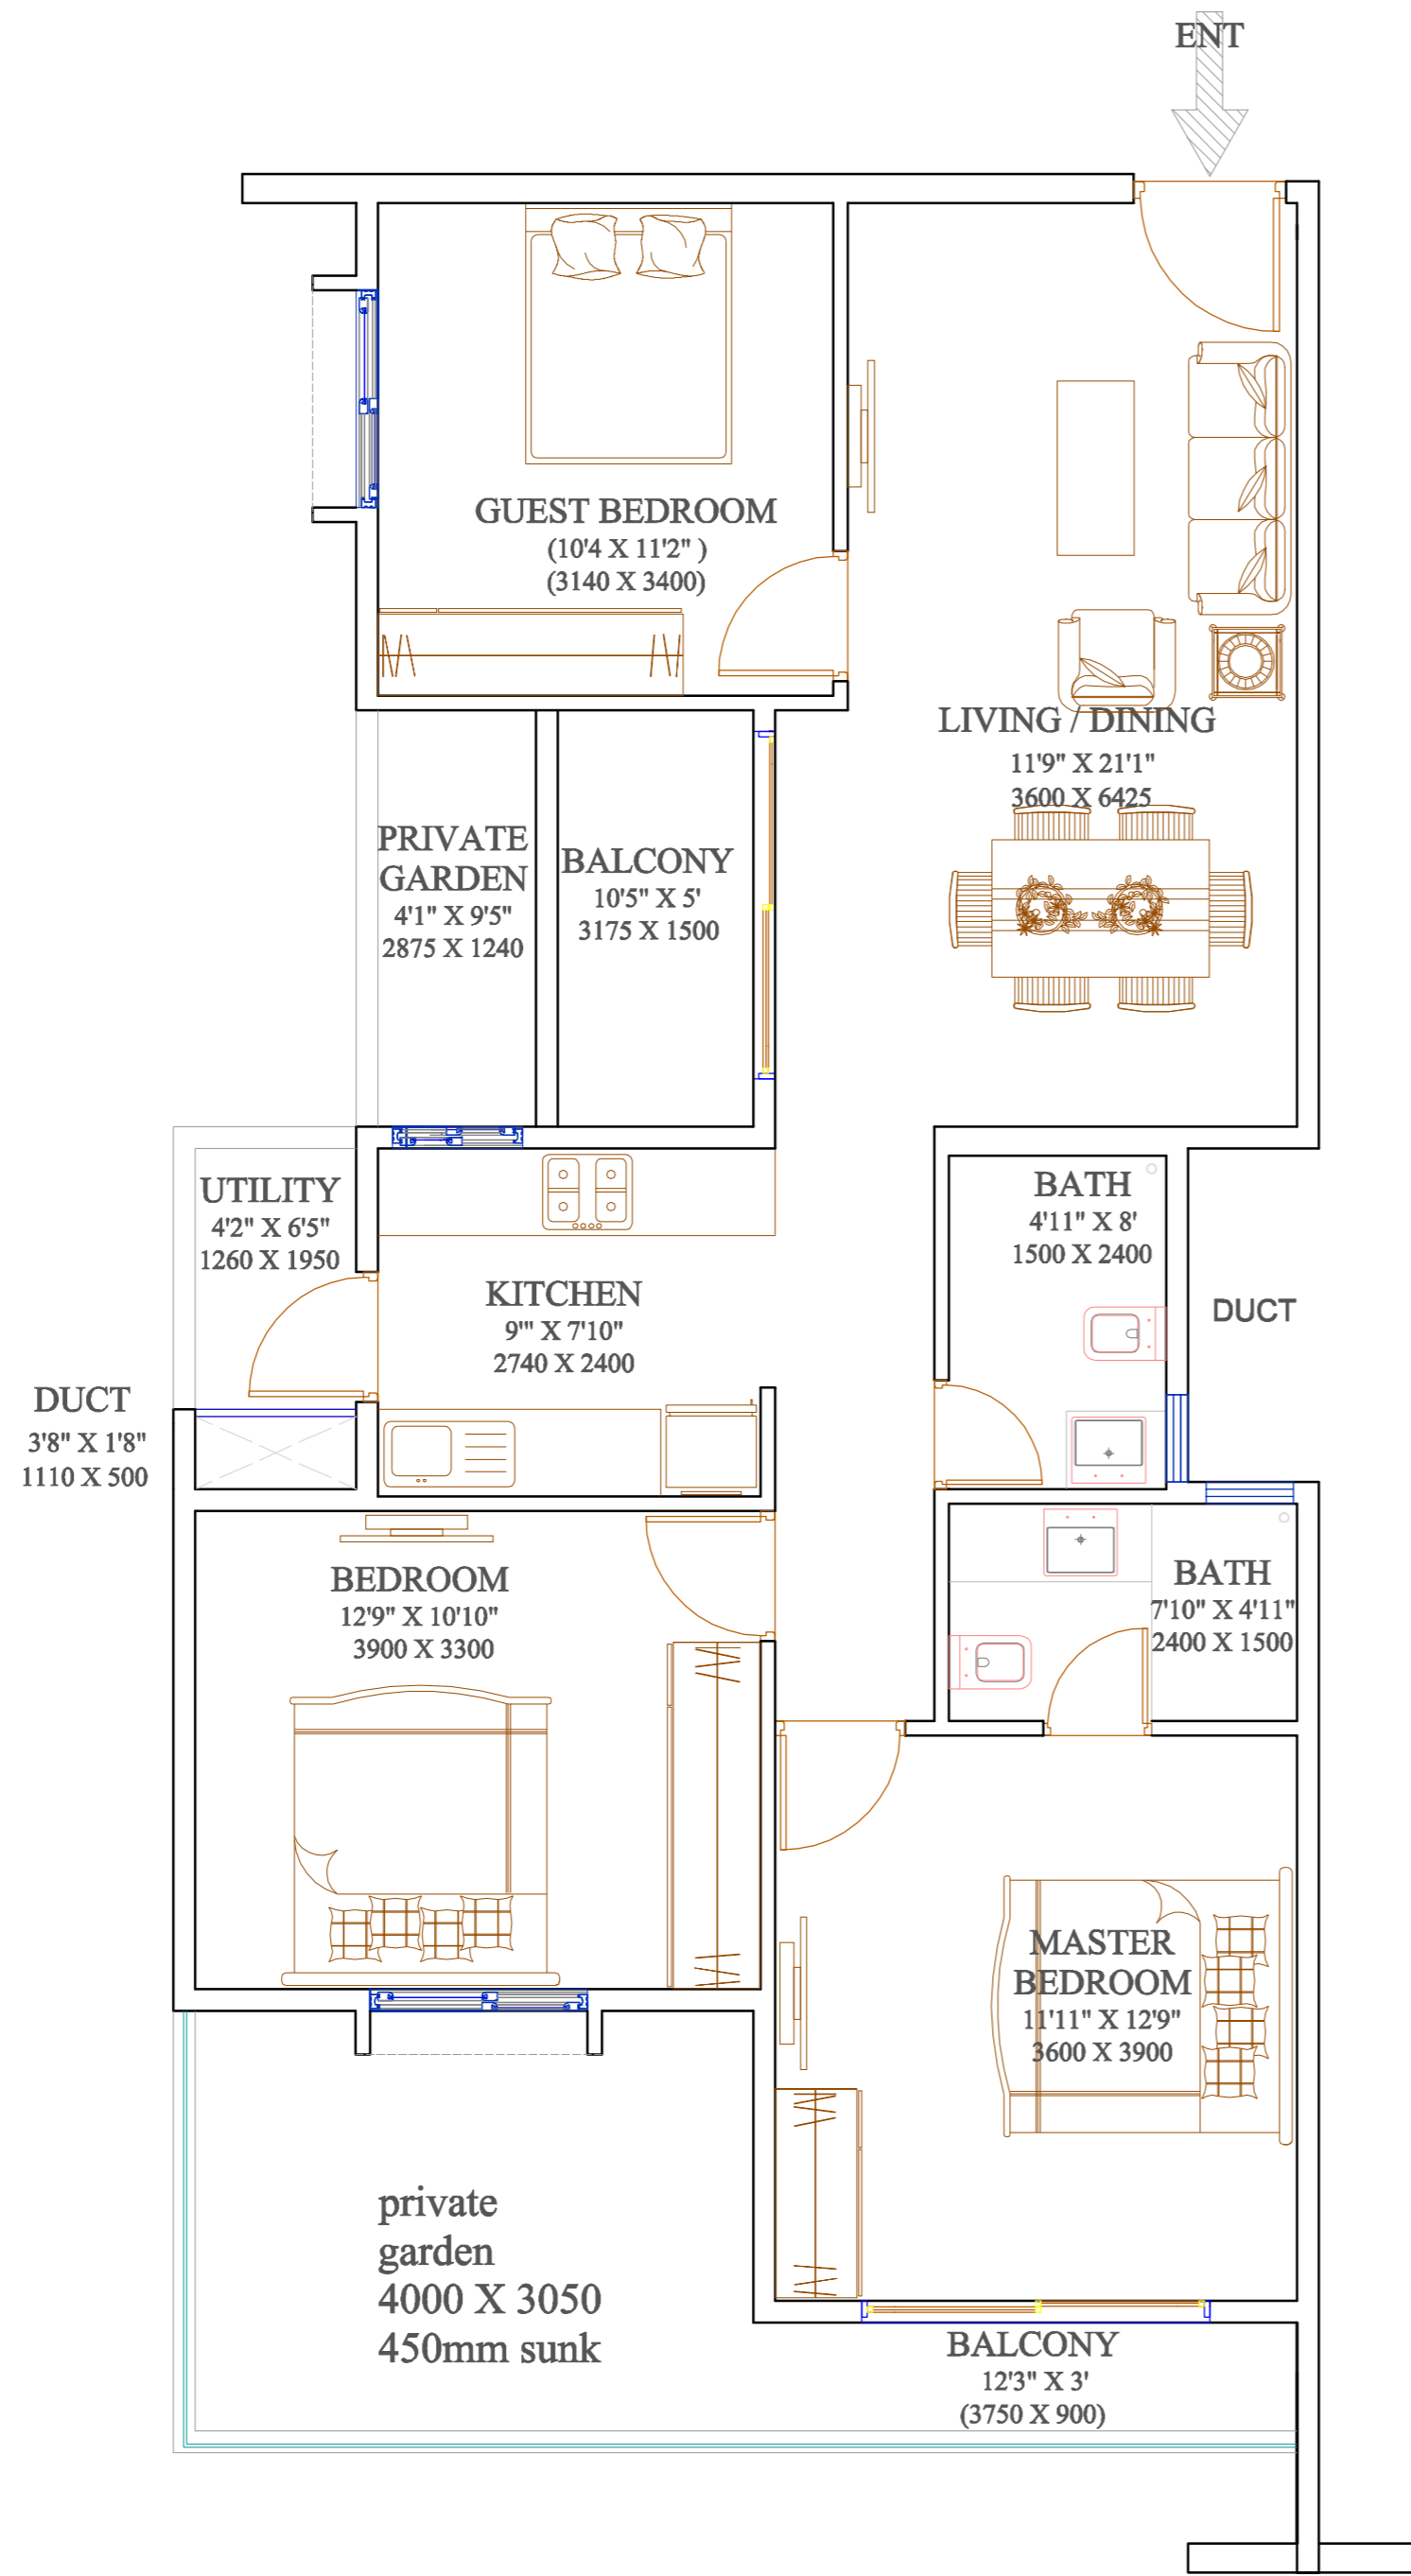 ENT
GUEST BEDROOM
(10'4 X 11'2" )
(3140 X 3400)
LIVING / DINING
11'9" X 21'1"
3600 X 6425
PRIVATE
GARDEN
4'1" X 9'5"
2875 X 1240
BALCONY
10'5" X 5'
3175 X 1500
UTILITY
4'2" X 6'5"
1260 X 1950
BATH
4'11" X 8'
1500 X 2400
KITCHEN
9'" X 7'10"
2740 X 2400
DUCT
DUCT
3'8" X 1'8"
1110 X 500
BEDROOM
12'9" X 10'10"
3900 X 3300
BATH
7'10" X 4'11"
2400 X 1500
MASTER
BEDROOM
11'11" X 12'9"
3600 X 3900
private
garden
4000 X 3050
450mm sunk
BALCONY
12'3" X 3'
(3750 X 900)